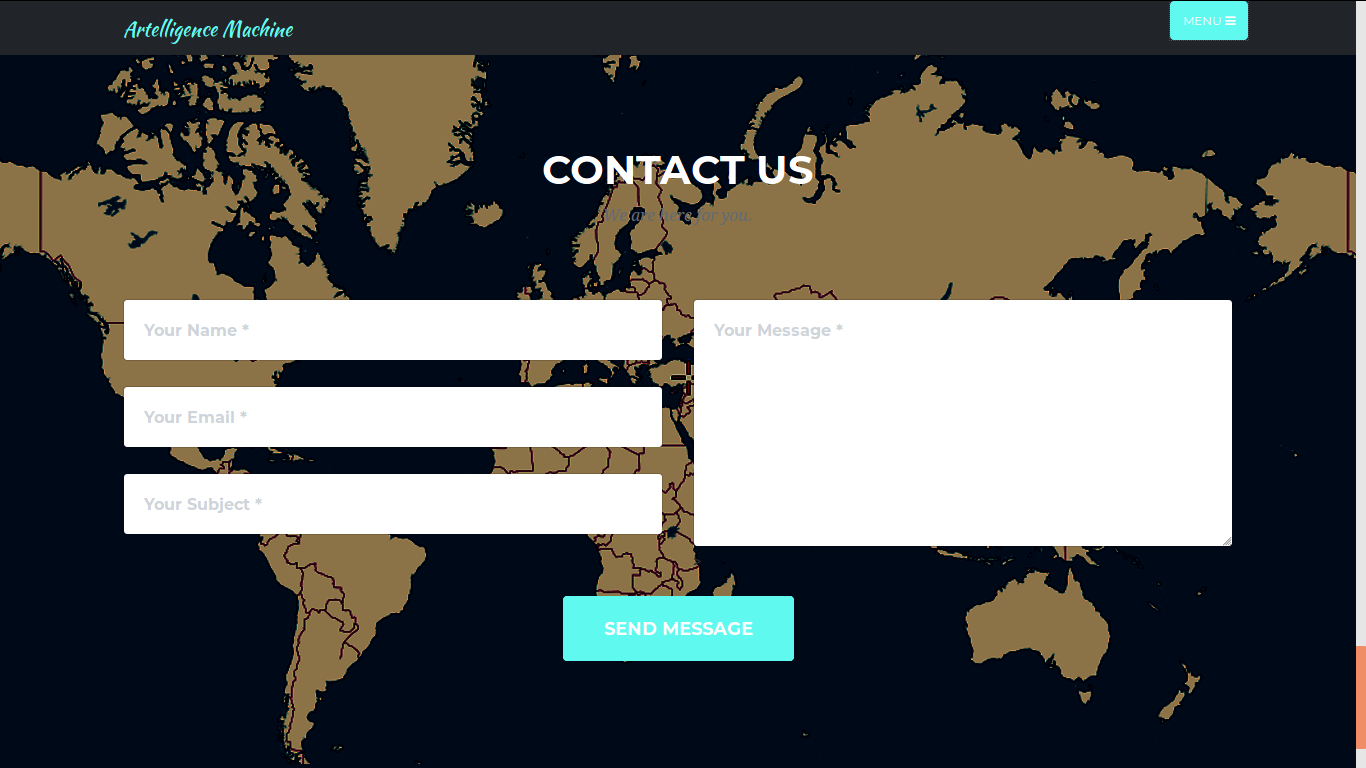 Artelligence Machine
MENU
CONTACT US
We are here for you.
Your Name *
Your Message *
Your Email *
Your Subject *
SEND MESSAGE